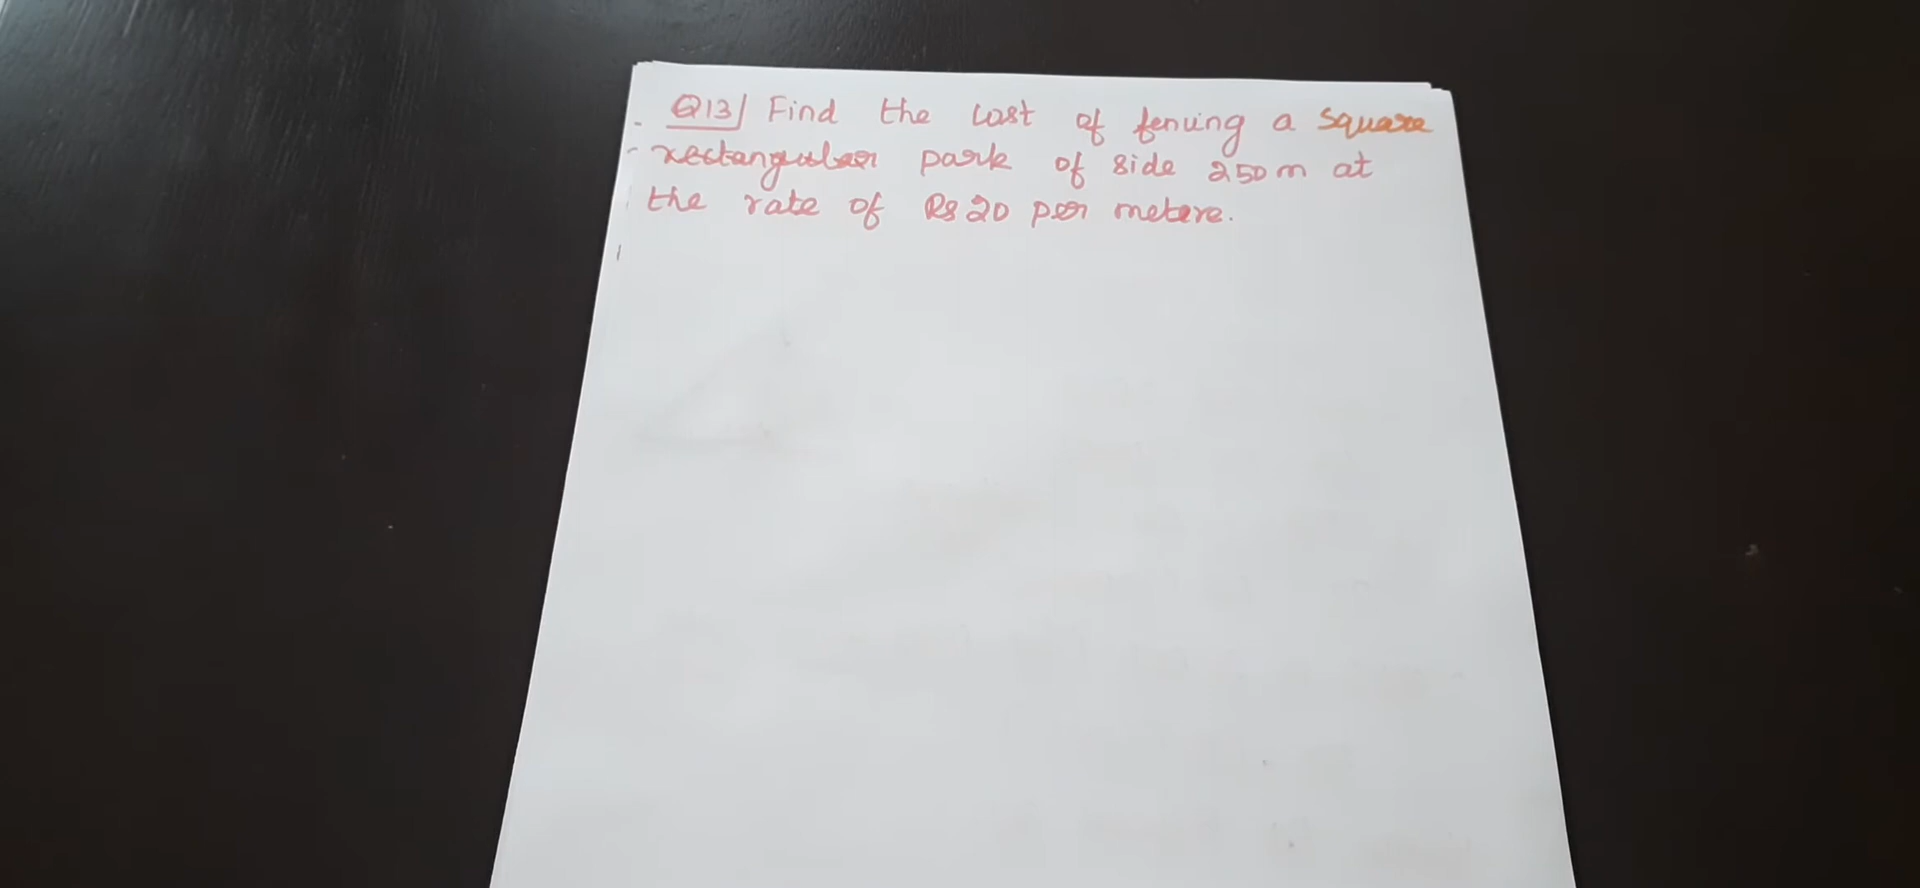 Q13/ Find the cost of fencing a square
rectangular park of side 250 m at
the rate of Rs 20 per metere.